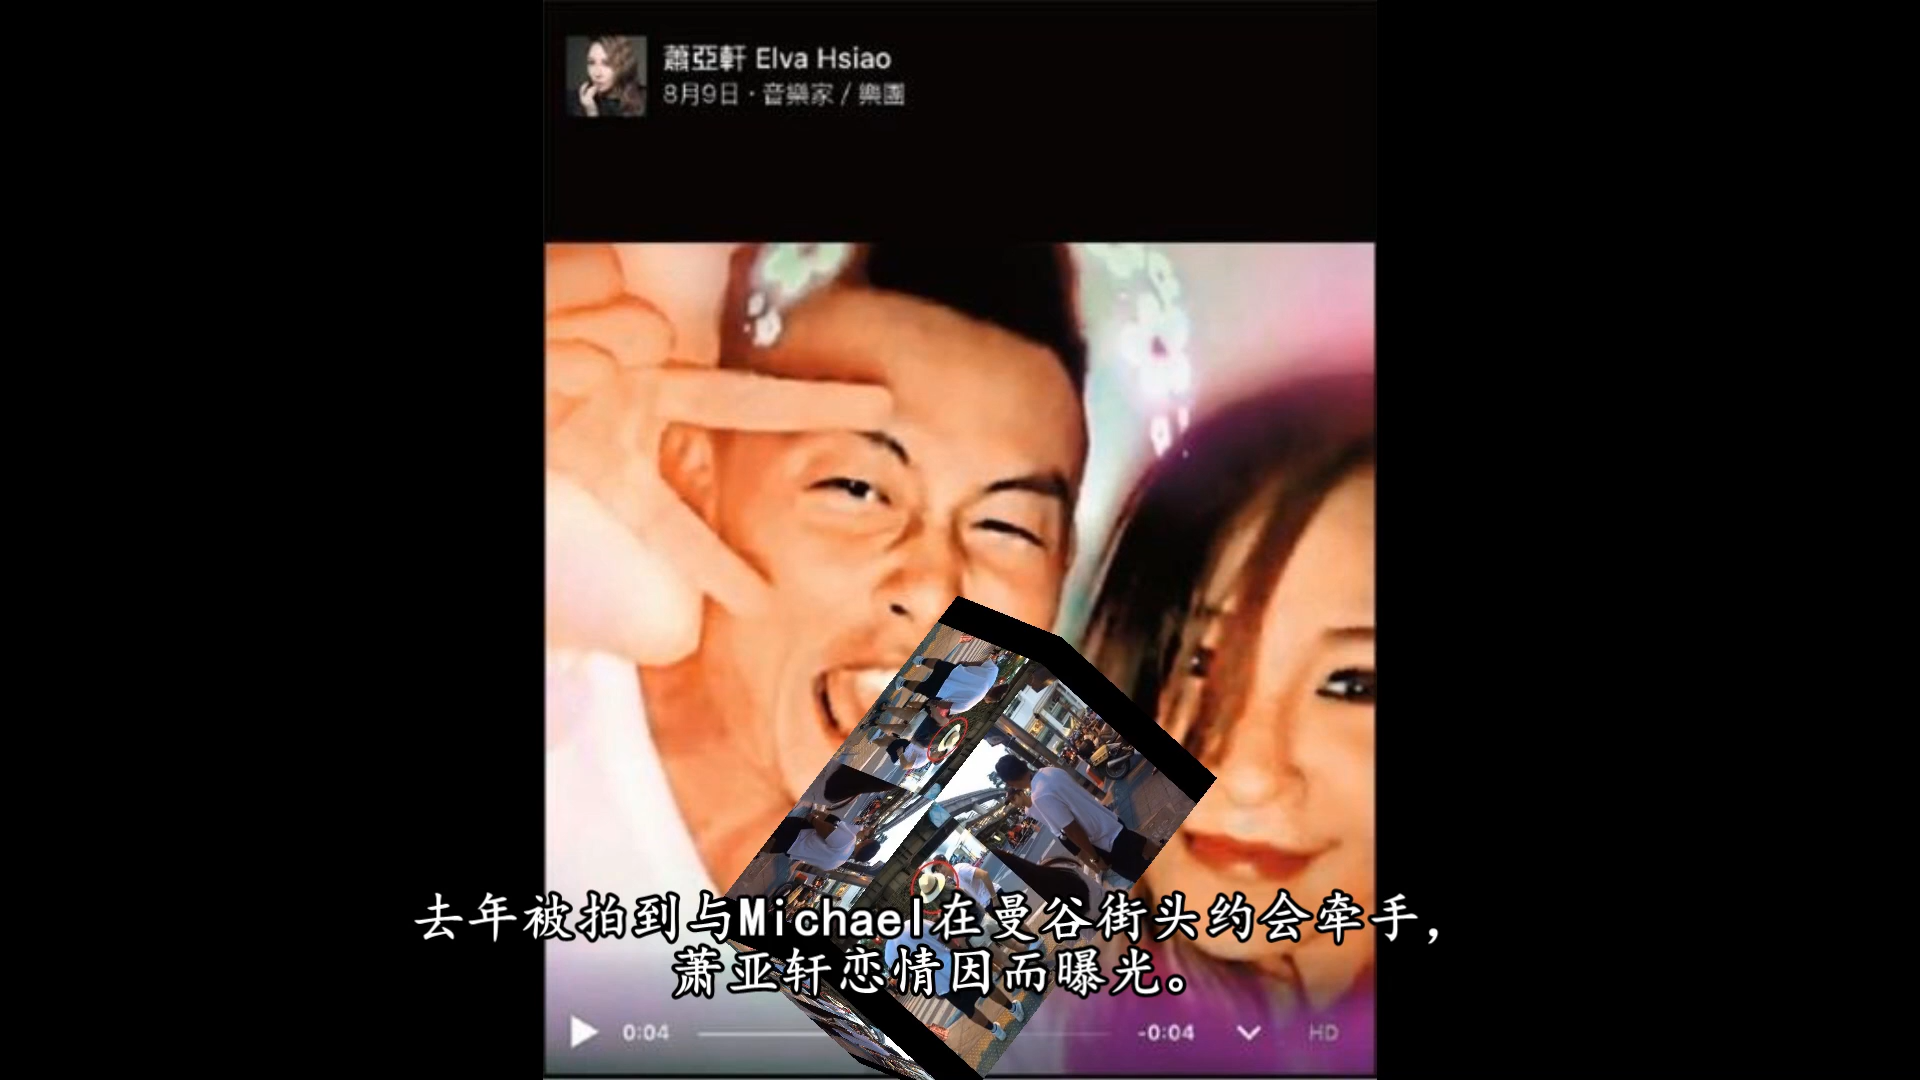 蕭亞軒 Elva Hsiao
8月9日 · 音樂家 / 樂團
去年被拍到与Michael在曼谷街头约会牵手，
萧亚轩恋情因而曝光。
0:04
-0:04
HD